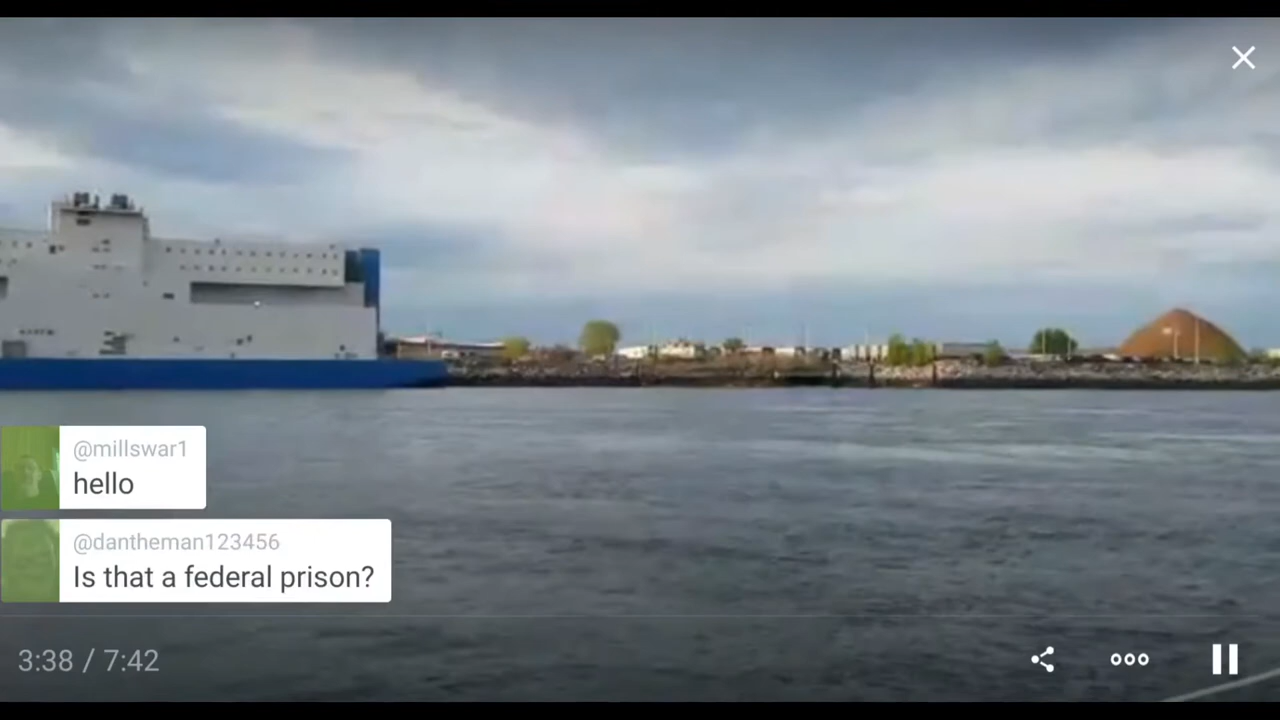 @millswar1
hello
@dantheman123456
Is that a federal prison?
3:38 / 7:42